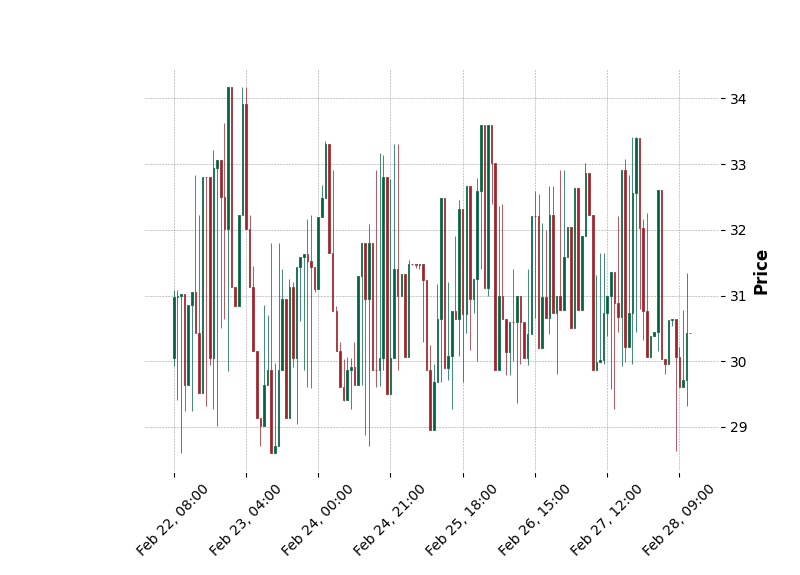 34
33
32
31
30
29
Price
Feb 22, 08:00
Feb 23, 04:00
Feb 24, 00:00
Feb 24, 21:00
Feb 25, 18:00
Feb 26, 15:00
Feb 27, 12:00
Feb 28, 09:00